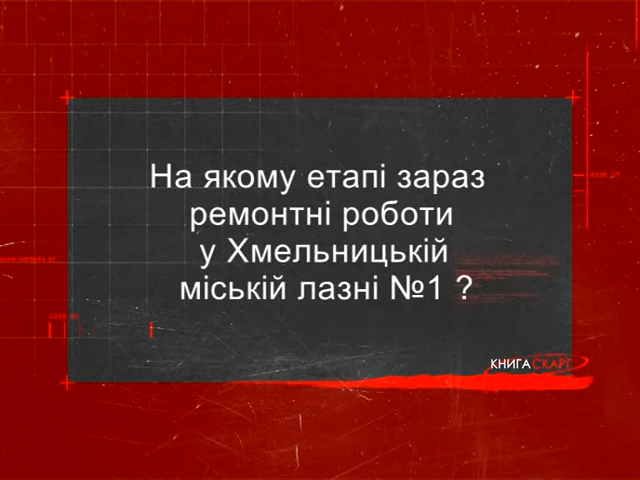 На якому етапі зараз
ремонтні роботи
у Хмельницькій
міській лазні №1 ?
КНИГА СКАРГ